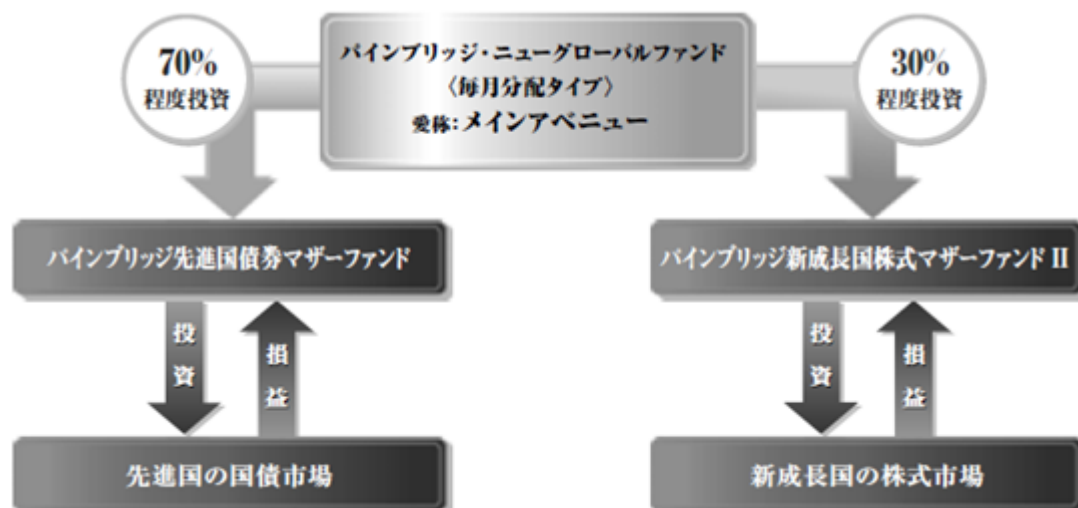 70%
程度投資
パインブリッジ・ニューグローバルファンド
〈毎月分配タイプ〉
愛称:メインアベニュー
30%
程度投資
パインブリッジ先進国債券マザーファンド
パインブリッジ新成長国株式マザーファンド II
投資
損益
投資
損益
先進国の国債市場
新成長国の株式市場